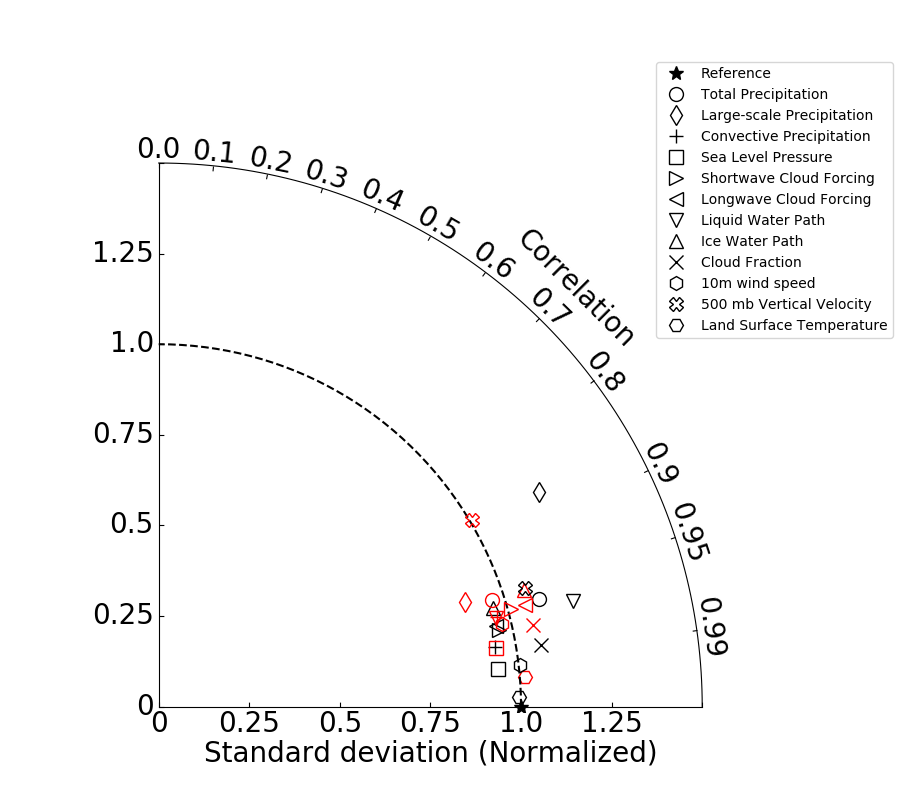 Reference
Total Precipitation
Large-scale Precipitation
Convective Precipitation
Sea Level Pressure
Shortwave Cloud Forcing
Longwave Cloud Forcing
Liquid Water Path
Ice Water Path
Cloud Fraction
10m wind speed
500 mb Vertical Velocity
Land Surface Temperature
0.0
0.1
0.2
0.3
0.4
0.5
0.6
0.7
0.8
0.9
0.95
0.99
Correlation
1.25
1.0
0.75
0.5
0.25
0
0 0.25 0.5 0.75 1.0 1.25
Standard deviation (Normalized)